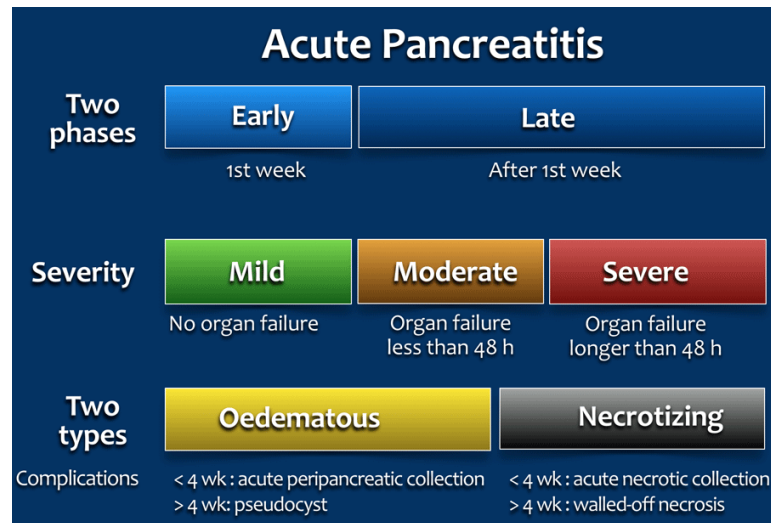 Acute Pancreatitis
Two phases
Early
Late
1st week
After 1st week
Severity
Mild
Moderate
Severe
No organ failure
Organ failure
less than 48 h
Organ failure
longer than 48 h
Two
types
Oedematous
Necrotizing
Complications
< 4 wk : acute peripancreatic collection
> 4 wk: pseudocyst
< 4 wk : acute necrotic collection
> 4 wk : walled-off necrosis